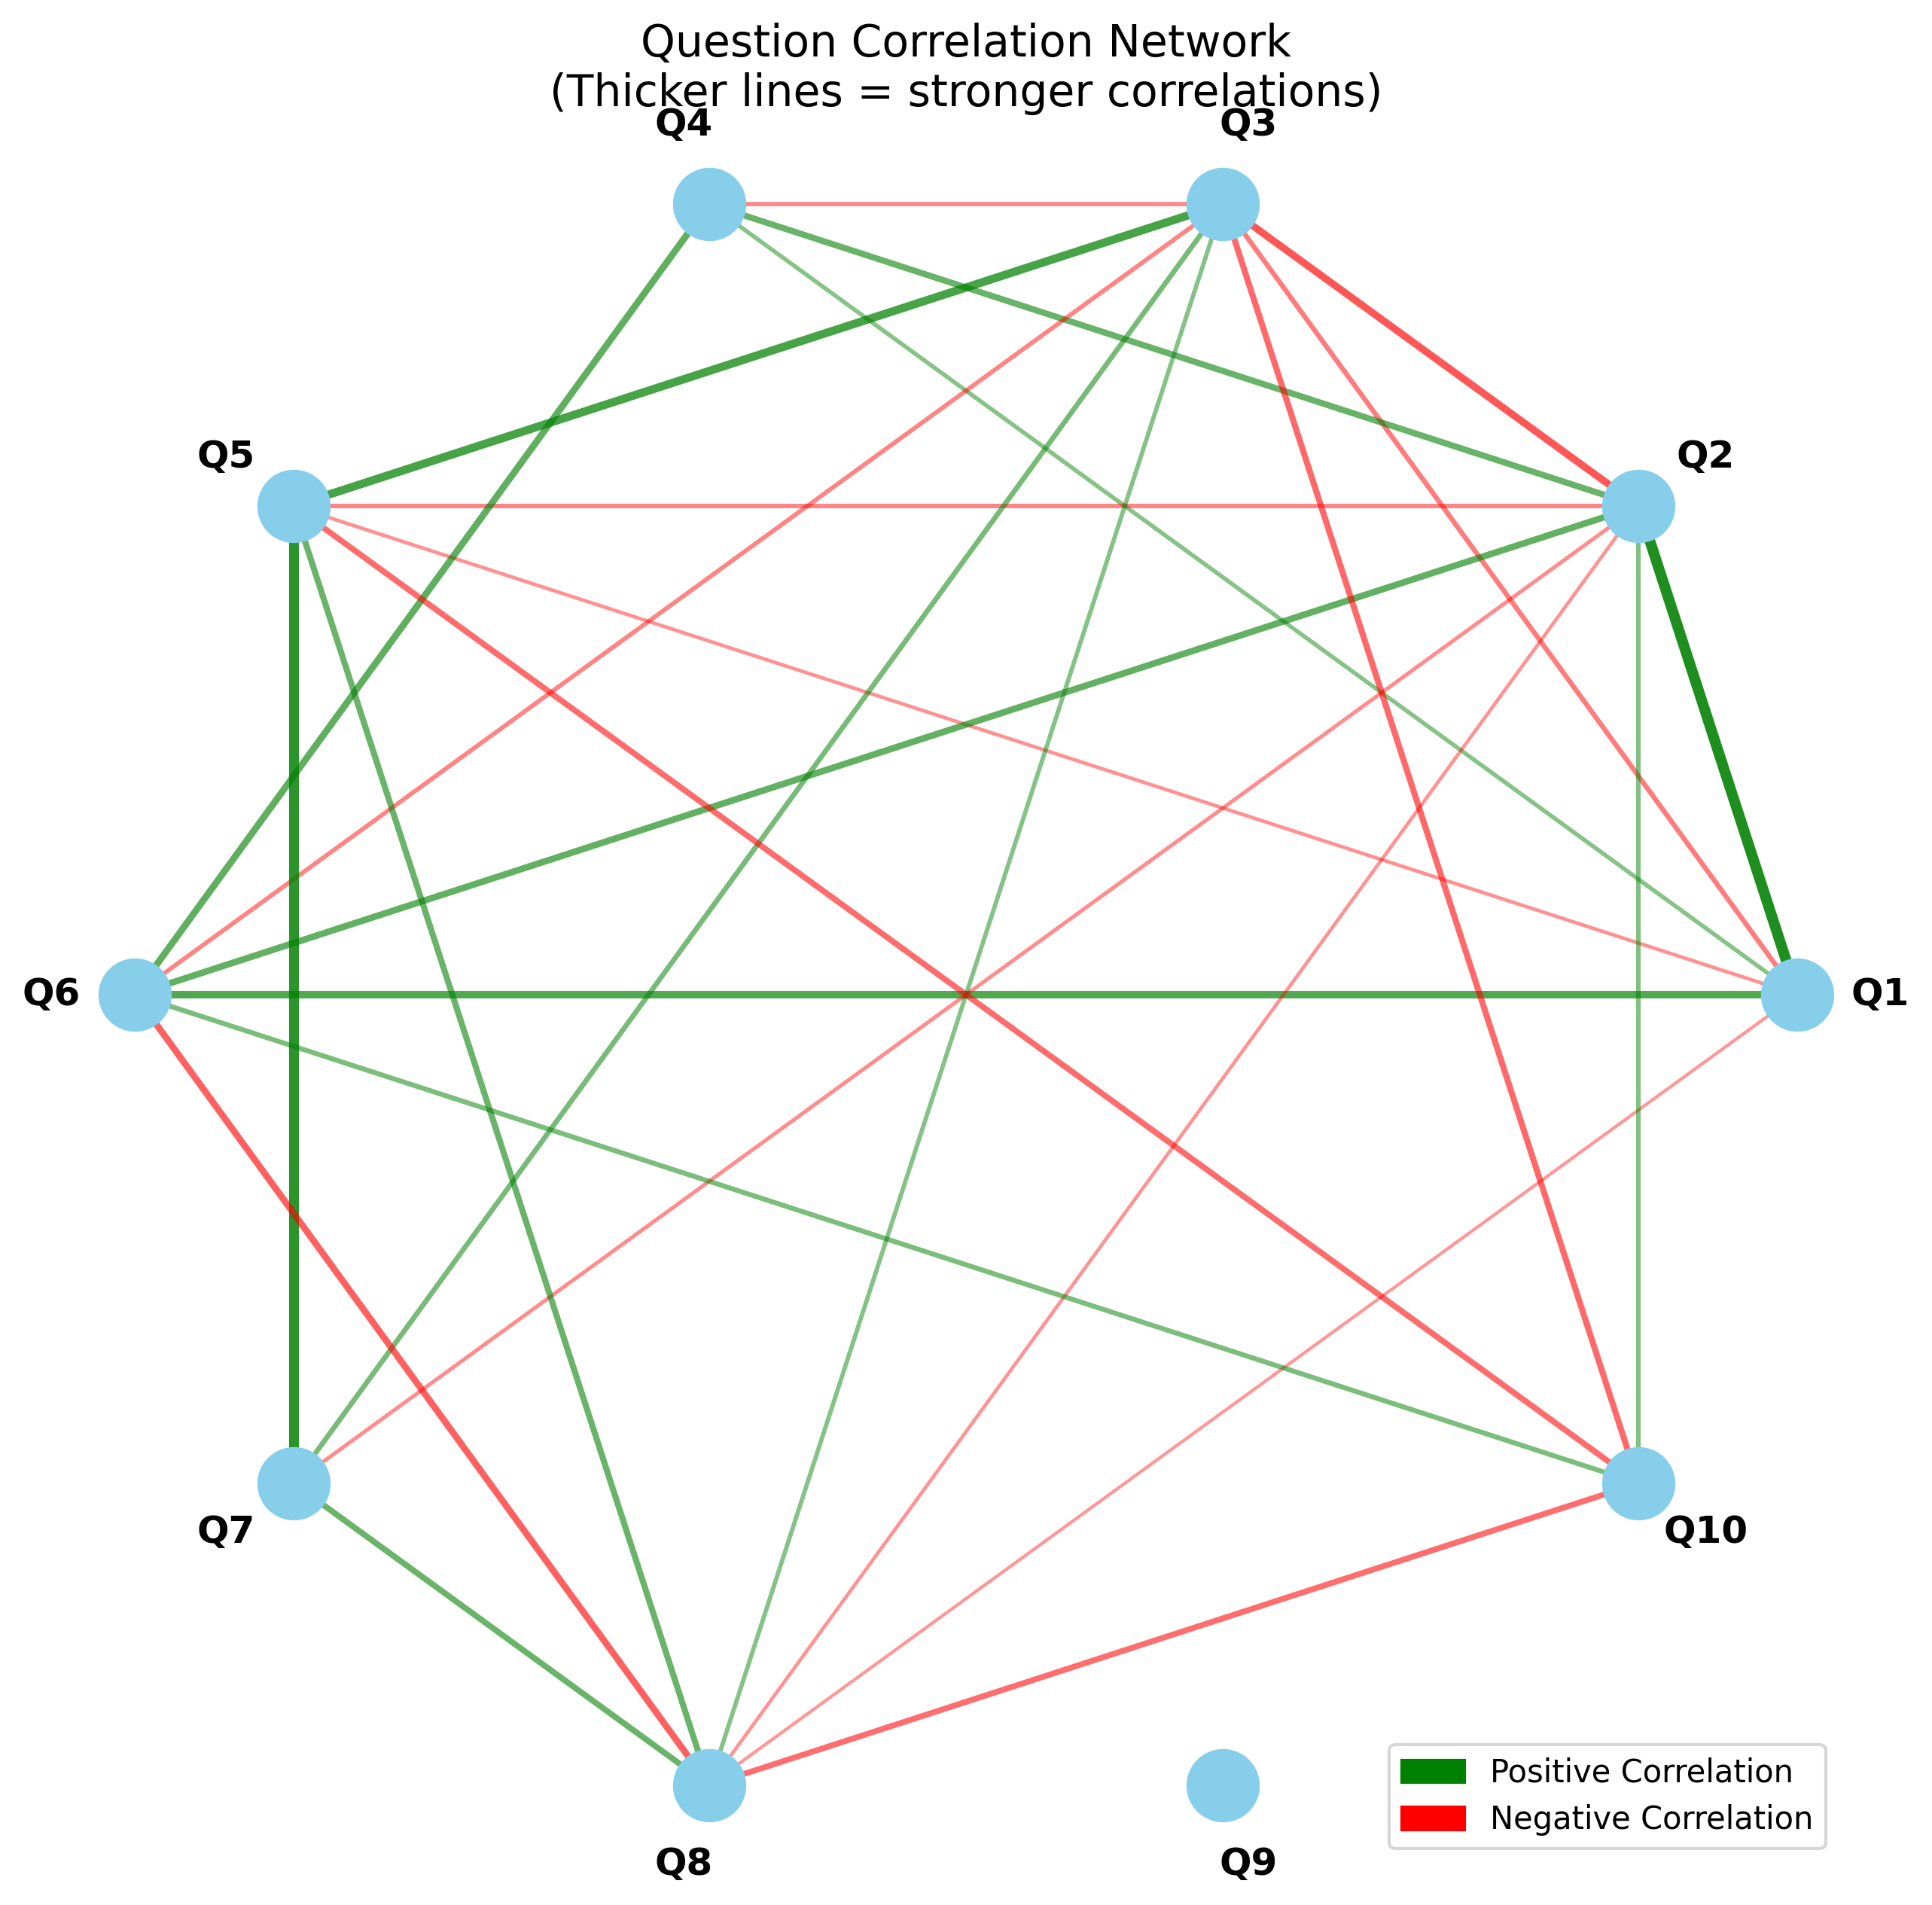 Question Correlation Network
(Thicker lines = stronger correlations)
Q4
Q3
Q5
Q2
Q6
Q1
Q7
Q10
Positive Correlation
Negative Correlation
Q8
Q9